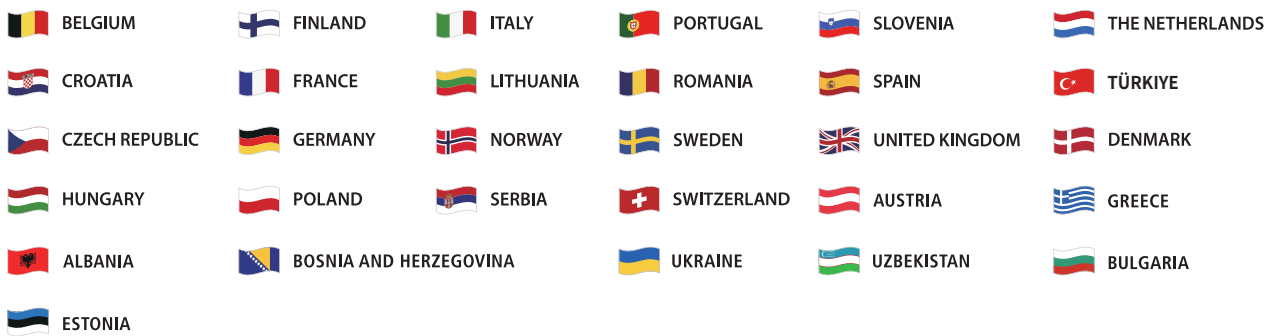 BELGIUM FINLAND ITALY PORTUGAL SLOVENIA THE NETHERLANDS
CROATIA FRANCE LITHUANIA ROMANIA SPAIN TÜRKIYE
CZECH REPUBLIC GERMANY NORWAY SWEDEN UNITED KINGDOM DENMARK
HUNGARY POLAND SERBIA SWITZERLAND AUSTRIA GREECE
ALBANIA BOSNIA AND HERZEGOVINA UKRAINE UZBEKISTAN BULGARIA
ESTONIA